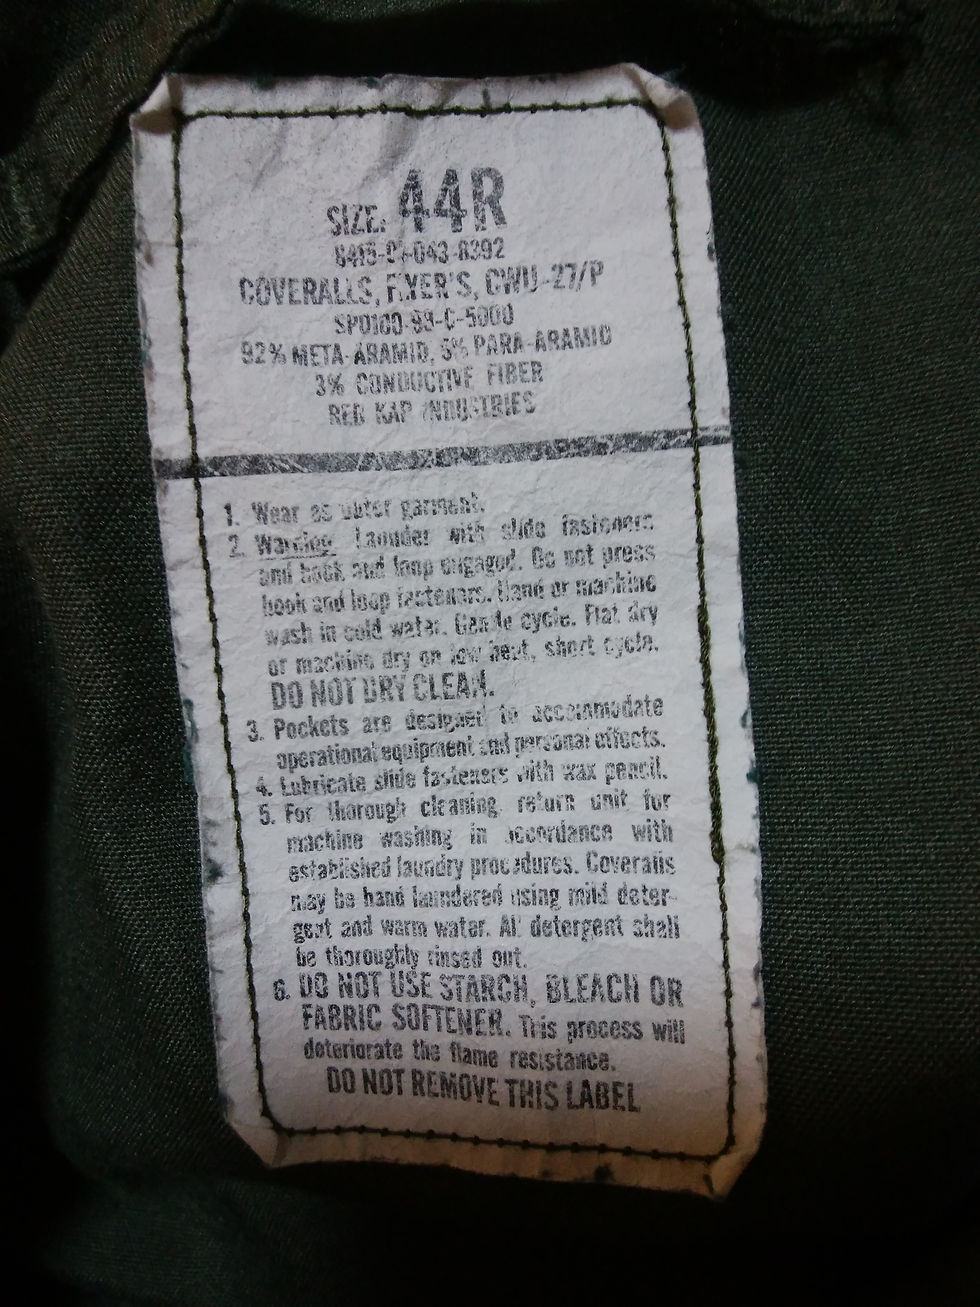 SIZE: 44R
8415-01-043-8392
COVERALLS, FLYER'S, CWU-27/P
SPO100-99-C-5000
92% META-ARAMID, 5% PARA-ARAMID
3% CONDUCTIVE FIBER
RED KAP INDUSTRIES
1. Wear as outer garment.
2. Warning: Launder with slide fasteners
and hook and loop engaged. Do not press
hook and loop fasteners. Hand or machine
wash in cold water. Gentle cycle. Flat dry
or machine dry on low heat, short cycle.
DO NOT DRY CLEAN.
3. Pockets are designed to accommodate
operational equipment and personal effects.
4. Lubricate slide fasteners with wax pencil.
5. For thorough cleaning, return unit for
machine washing in accordance with
established laundry procedures. Coveralls
may be hand laundered using mild deter-
gent and warm water. All detergent shall
be thoroughly rinsed out.
6. DO NOT USE STARCH, BLEACH OR
FABRIC SOFTENER. This process will
deteriorate the flame resistance.
DO NOT REMOVE THIS LABEL